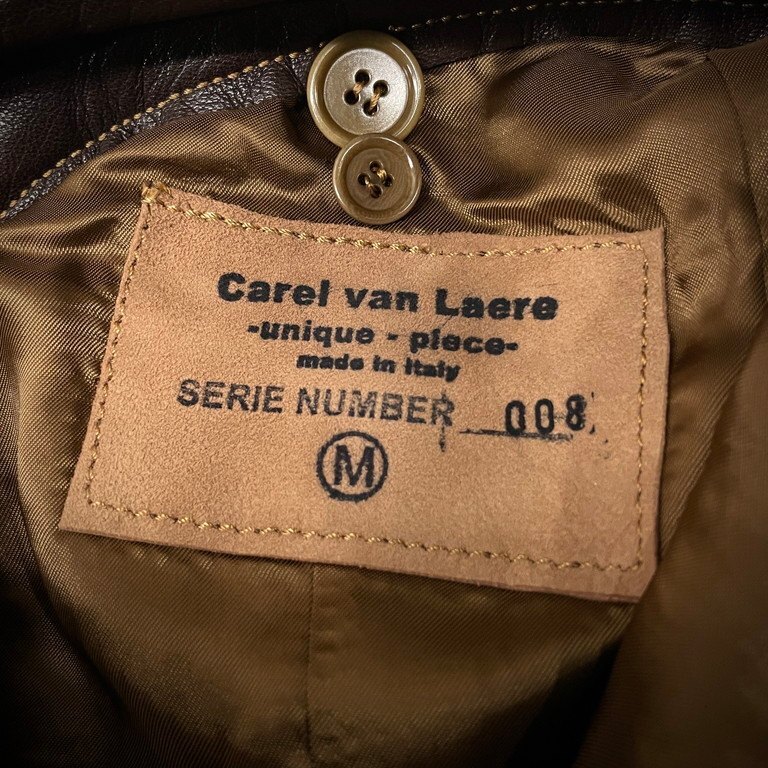 Carel van Laere
-unique - piece-
made in Italy
SERIE NUMBER 008
M